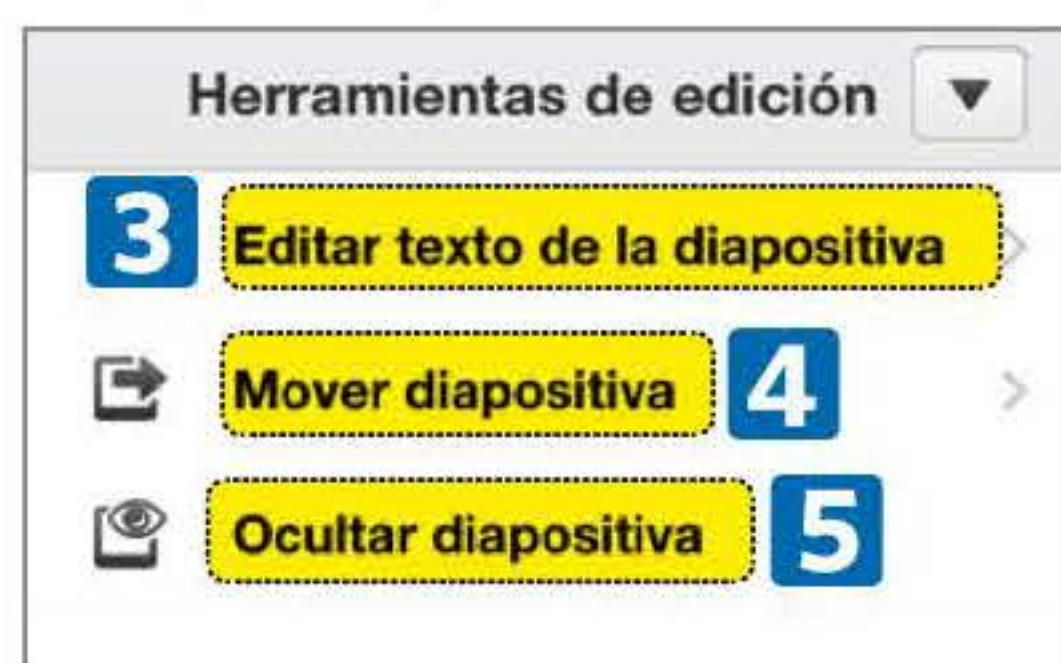 Herramientas de edición
3 Editar texto de la diapositiva
Mover diapositiva 4
Ocultar diapositiva 5